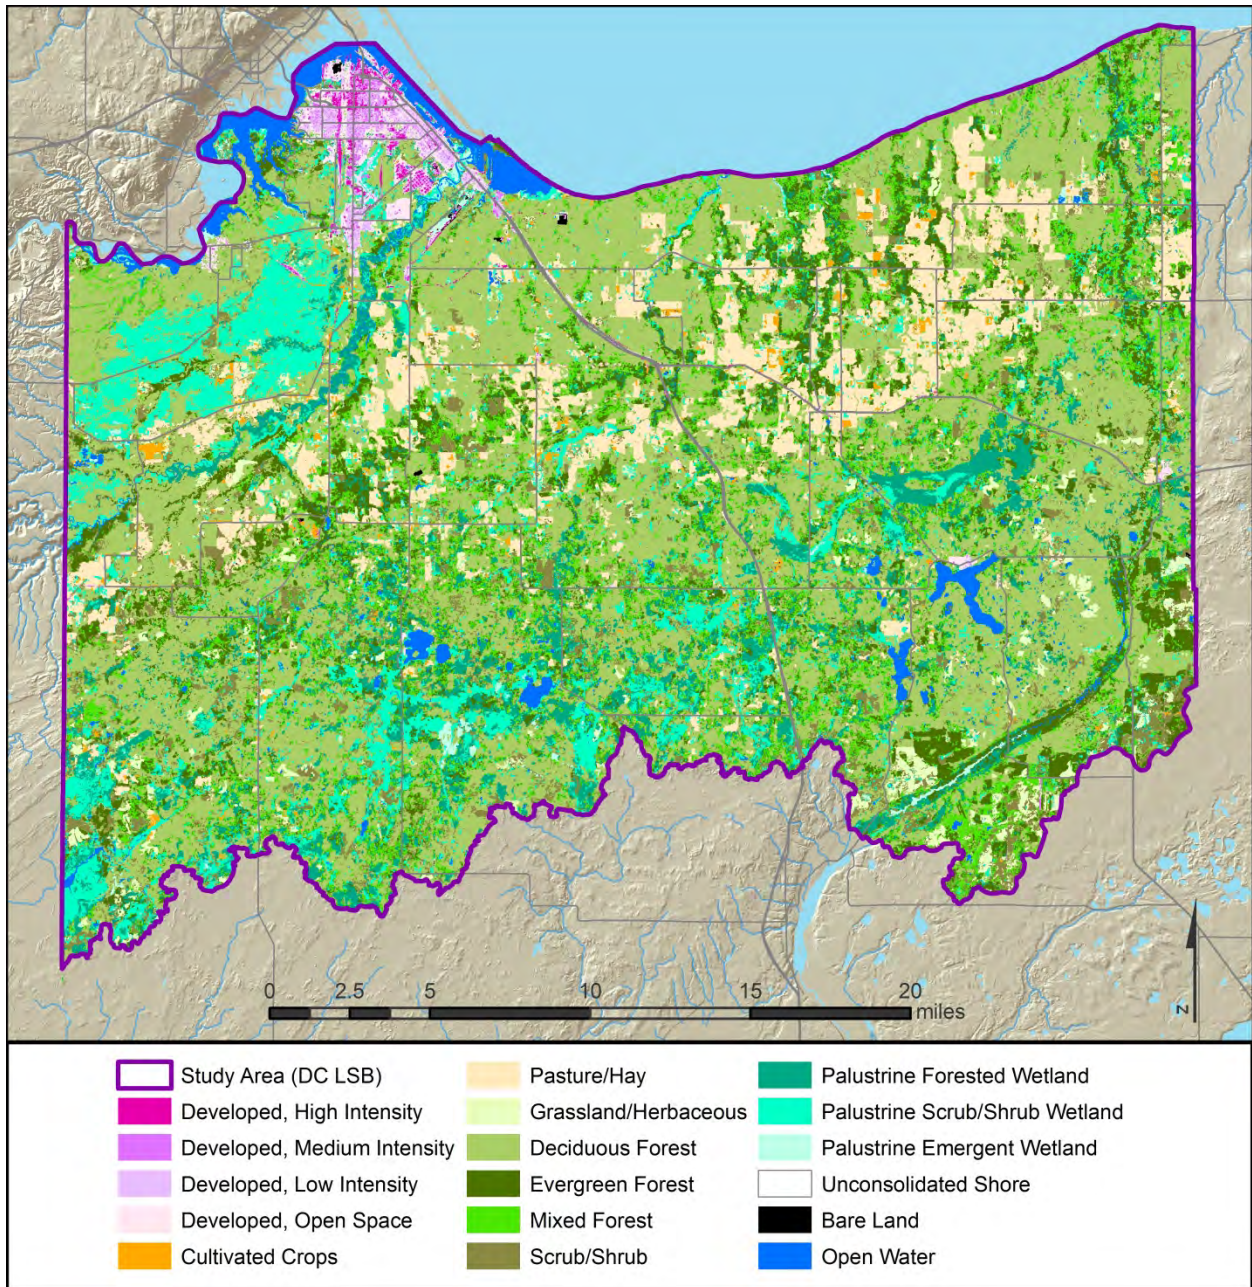 0 2.5 5 10 15 20
miles
N
Study Area (DC LSB)
Developed, High Intensity
Developed, Medium Intensity
Developed, Low Intensity
Developed, Open Space
Cultivated Crops
Pasture/Hay
Grassland/Herbaceous
Deciduous Forest
Evergreen Forest
Mixed Forest
Scrub/Shrub
Palustrine Forested Wetland
Palustrine Scrub/Shrub Wetland
Palustrine Emergent Wetland
Unconsolidated Shore
Bare Land
Open Water